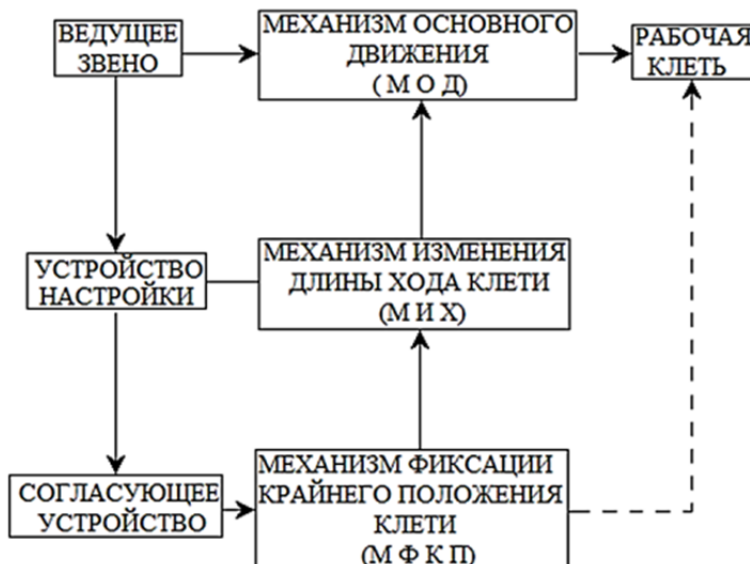 ВЕДУЩЕЕ
ЗВЕНО
МЕХАНИЗМ ОСНОВНОГО
ДВИЖЕНИЯ
( М О Д)
РАБОЧАЯ
КЛЕТЬ
УСТРОЙСТВО
НАСТРОЙКИ
МЕХАНИЗМ ИЗМЕНЕНИЯ
ДЛИНЫ ХОДА КЛЕТИ
(М И Х)
СОГЛАСУЮЩЕЕ
УСТРОЙСТВО
МЕХАНИЗМ ФИКСАЦИИ
КРАЙНЕГО ПОЛОЖЕНИЯ
КЛЕТИ
(М Ф К П)